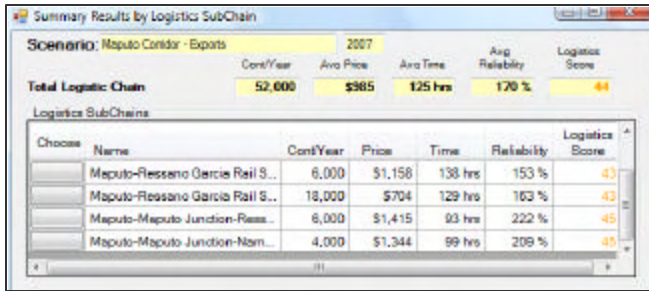 Summary Results by Logistics SubChain
Scenario: Maputo Corridor - Exports 2007
Cont/Year Avg Price Avg Time Avg Reliability Logistics Score
Total Logistic Chain 52,000 $985 125 hrs 170 % 44
Logistics SubChains
Choose Name Cont/Year Price Time Reliability Logistics Score
Maputo-Ressano Garcia Rail S... 6,000 $1,158 138 hrs 153 % 43
Maputo-Ressano Garcia Rail S... 18,000 $704 129 hrs 163 % 43
Maputo-Maputo Junction-Ress... 6,000 $1,415 93 hrs 222 % 45
Maputo-Maputo Junction-Nam... 4,000 $1,344 99 hrs 209 % 45